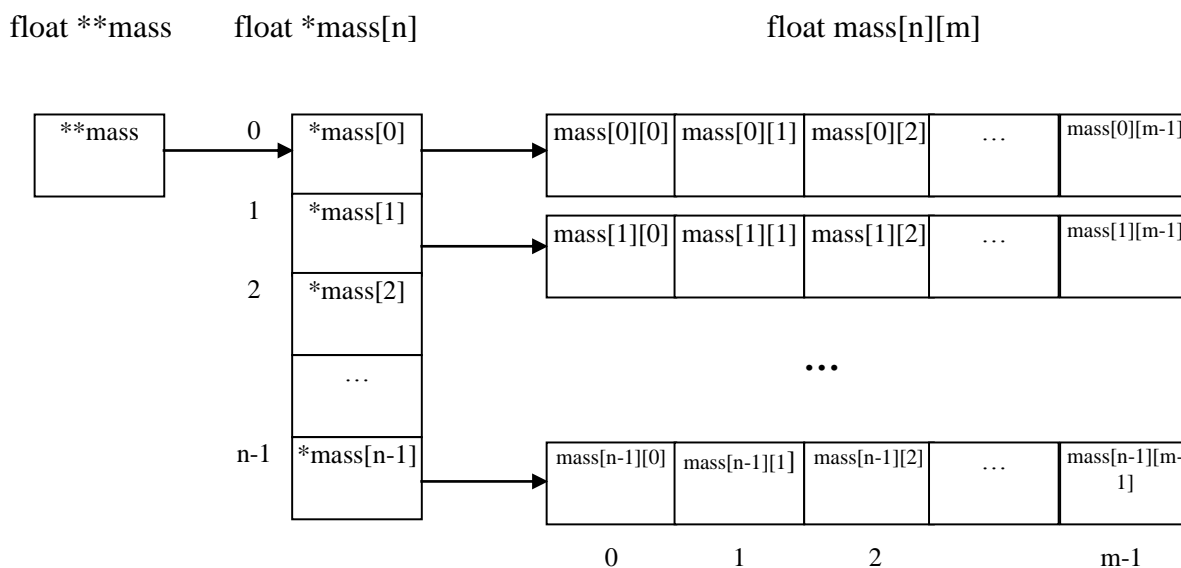 float **mass float *mass[n] float mass[n][m]
**mass 0 *mass[0] mass[0][0] mass[0][1] mass[0][2] … mass[0][m-1]
1 *mass[1] mass[1][0] mass[1][1] mass[1][2] … mass[1][m-1]
2 *mass[2]
… …
n-1 *mass[n-1] mass[n-1][0] mass[n-1][1] mass[n-1][2] … mass[n-1][m-
1]
0 1 2 m-1